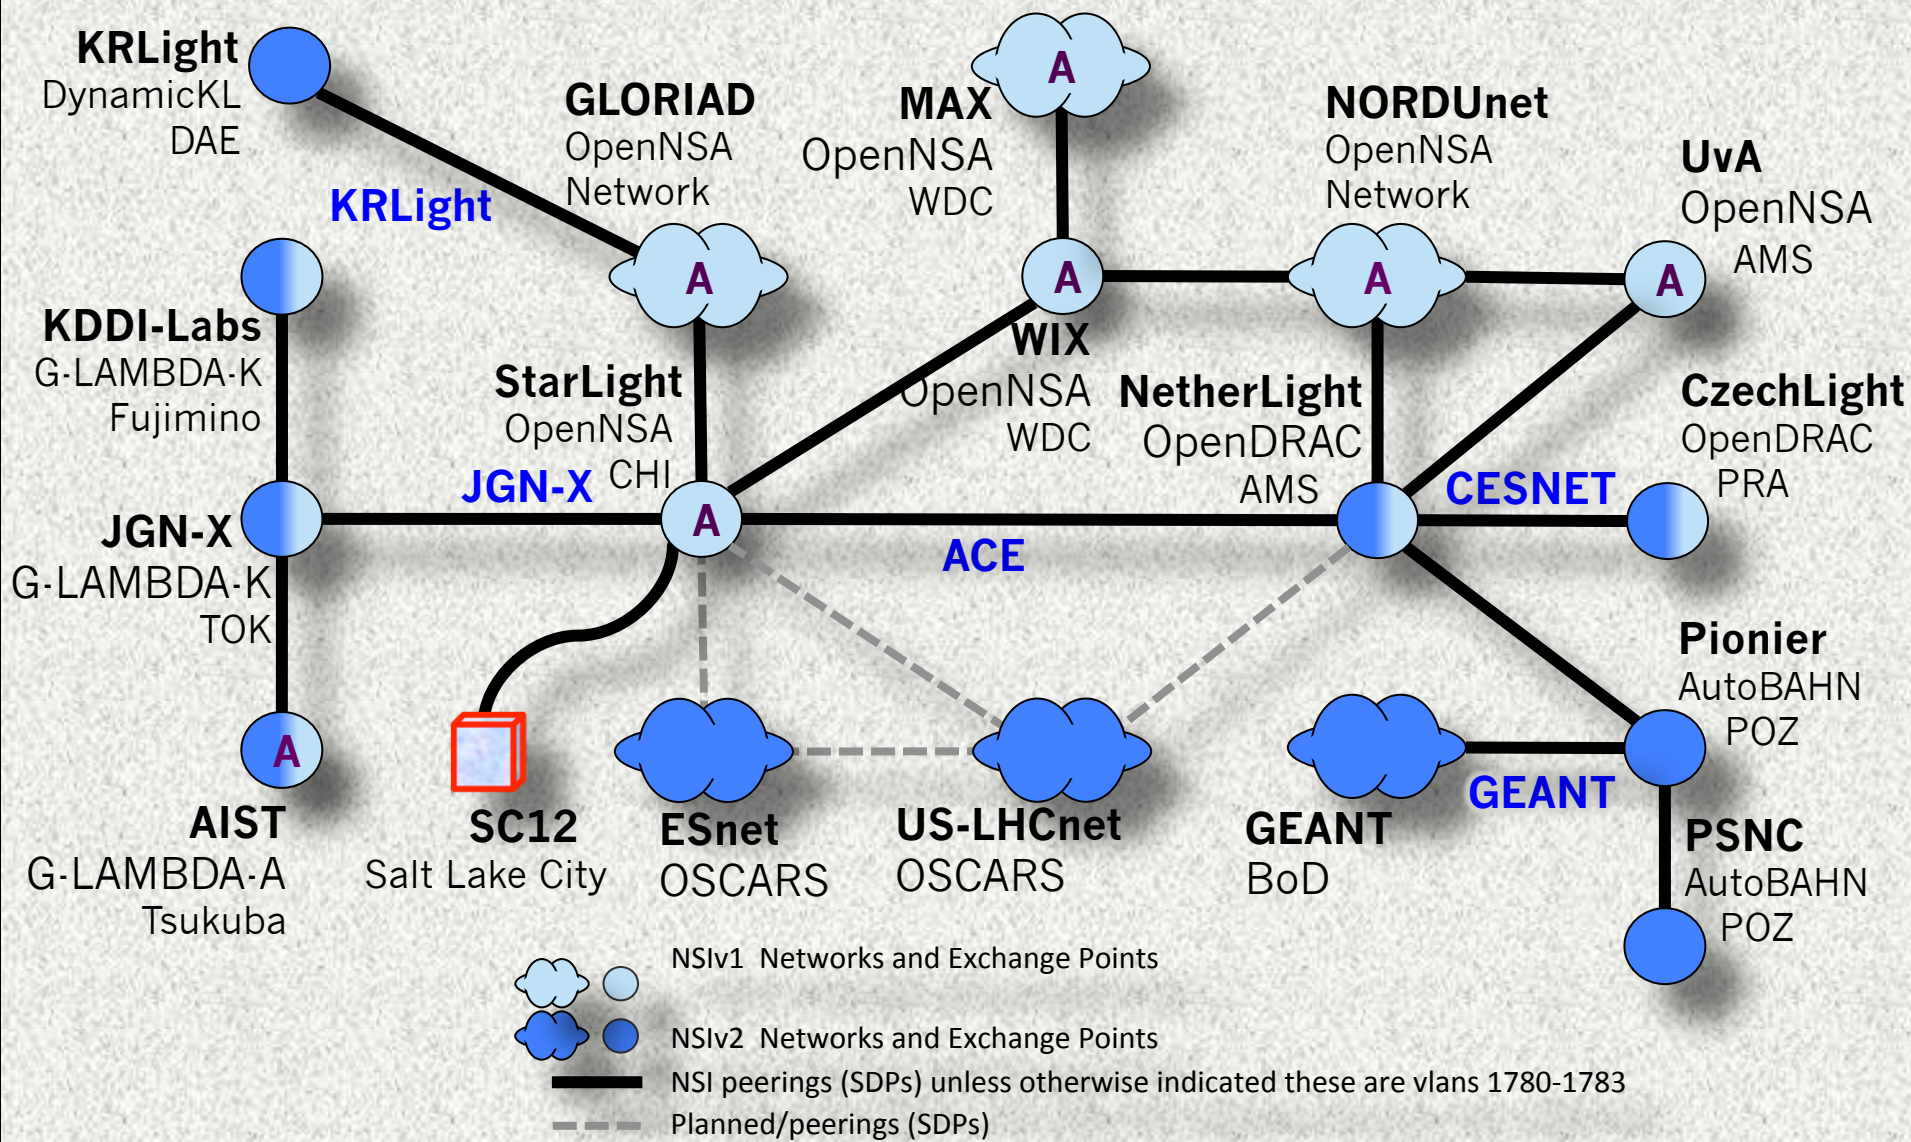 KRLight
DynamicKL
DAE
KRLight
GLORIAD
OpenNSA
Network
A
MAX
OpenNSA
WDC
A
NORDUnet
OpenNSA
Network
A
UvA
OpenNSA
AMS
A
KDDI-Labs
G-LAMBDA-K
Fujimino
StarLight
OpenNSA
CHI
A
WIX
OpenNSA
WDC
A
NetherLight
OpenDRAC
AMS
CzechLight
OpenDRAC
PRA
CESNET
JGN-X
JGN-X
G-LAMBDA-K
TOK
ACE
Pionier
AutoBAHN
POZ
A
AIST
G-LAMBDA-A
Tsukuba
SC12
Salt Lake City
ESnet
OSCARS
US-LHCnet
OSCARS
GEANT
BoD
GEANT
PSNC
AutoBAHN
POZ
NSIv1 Networks and Exchange Points
NSIv2 Networks and Exchange Points
NSI peerings (SDPs) unless otherwise indicated these are vlans 1780-1783
Planned/peerings (SDPs)